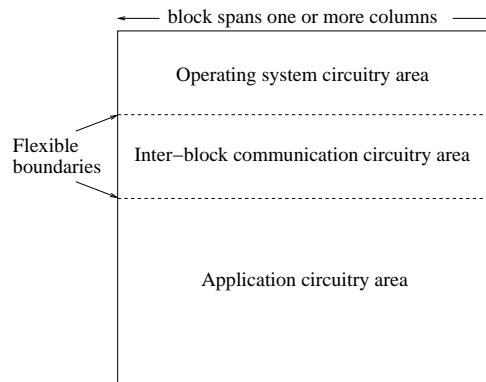 block spans one or more columns
Operating system circuitry area
Flexible
boundaries
Inter−block communication circuitry area
Application circuitry area